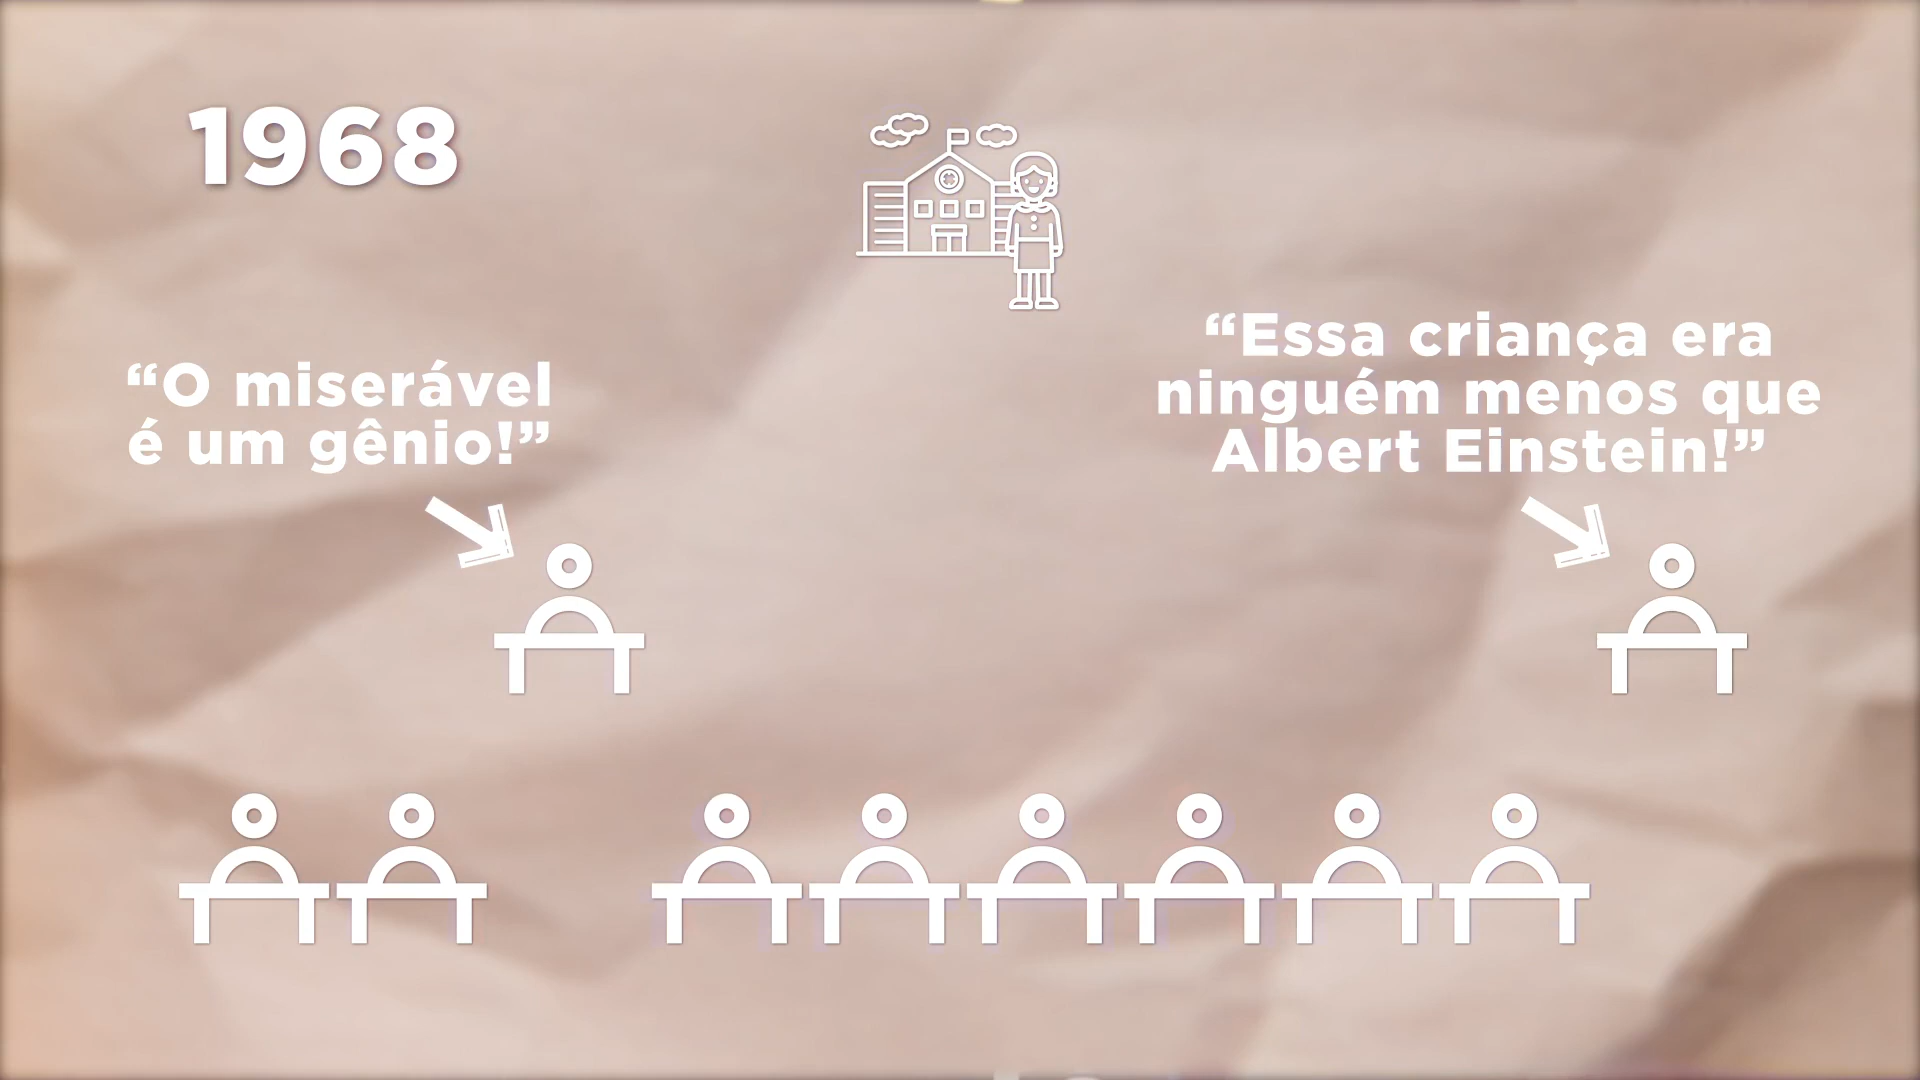 1968
“O miserável
é um gênio!”
“Essa criança era
ninguém menos que
Albert Einstein!”